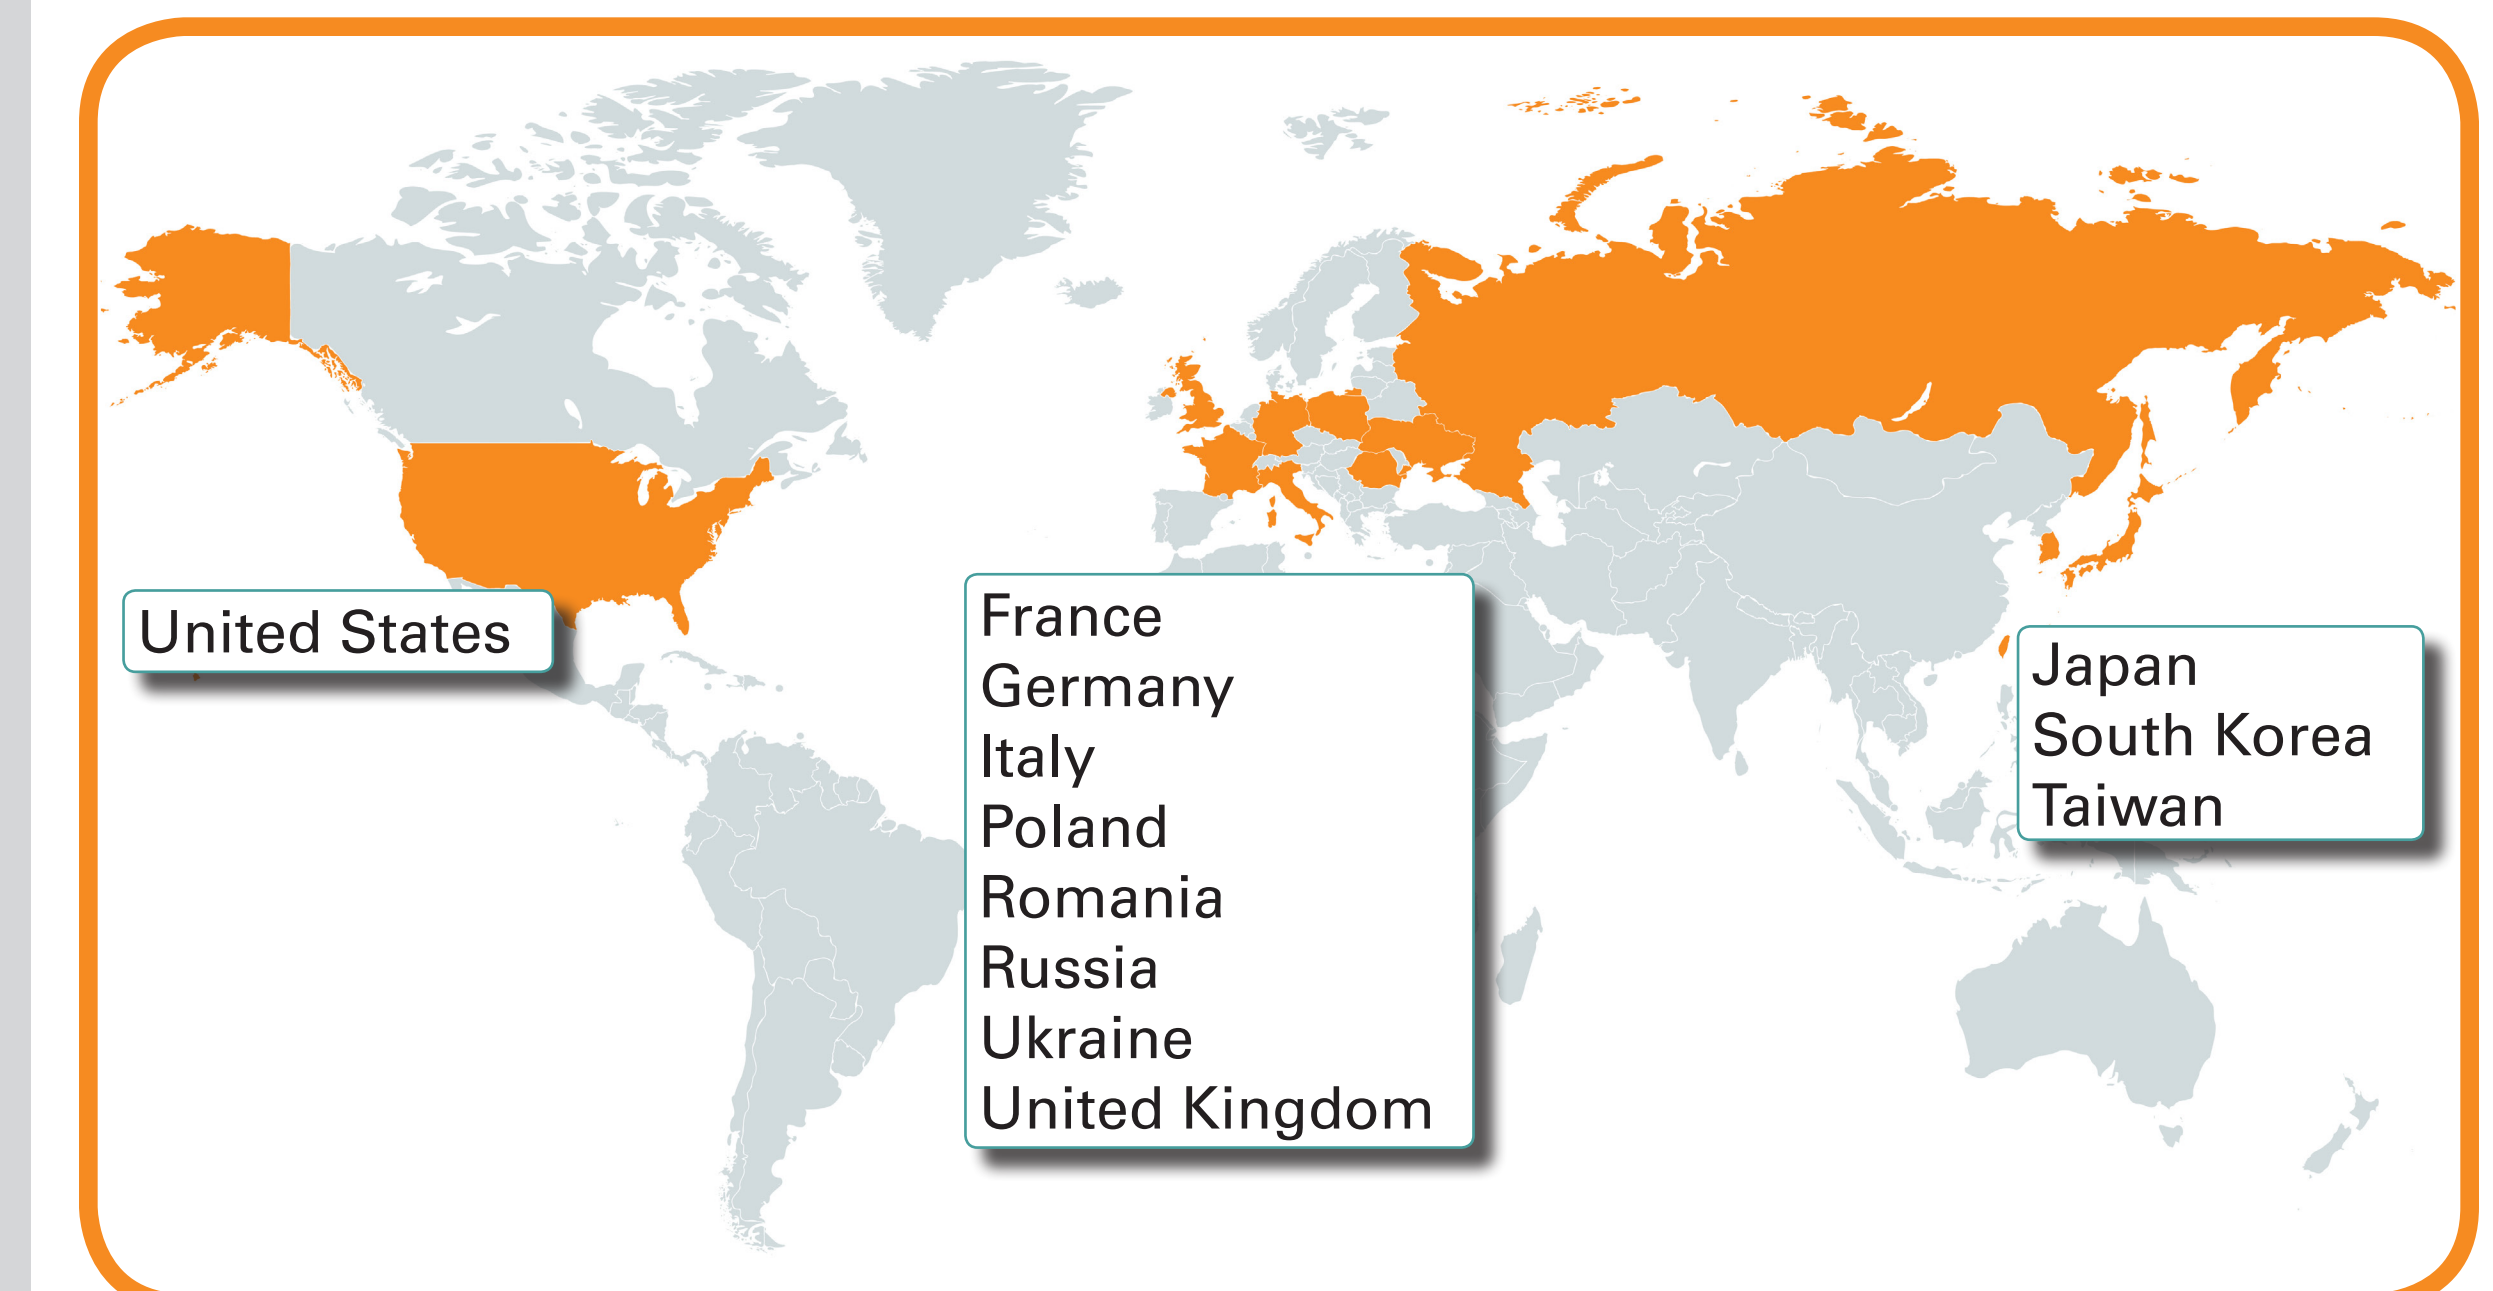 United States
France
Germany
Italy
Poland
Romania
Russia
Ukraine
United Kingdom
Japan
South Korea
Taiwan